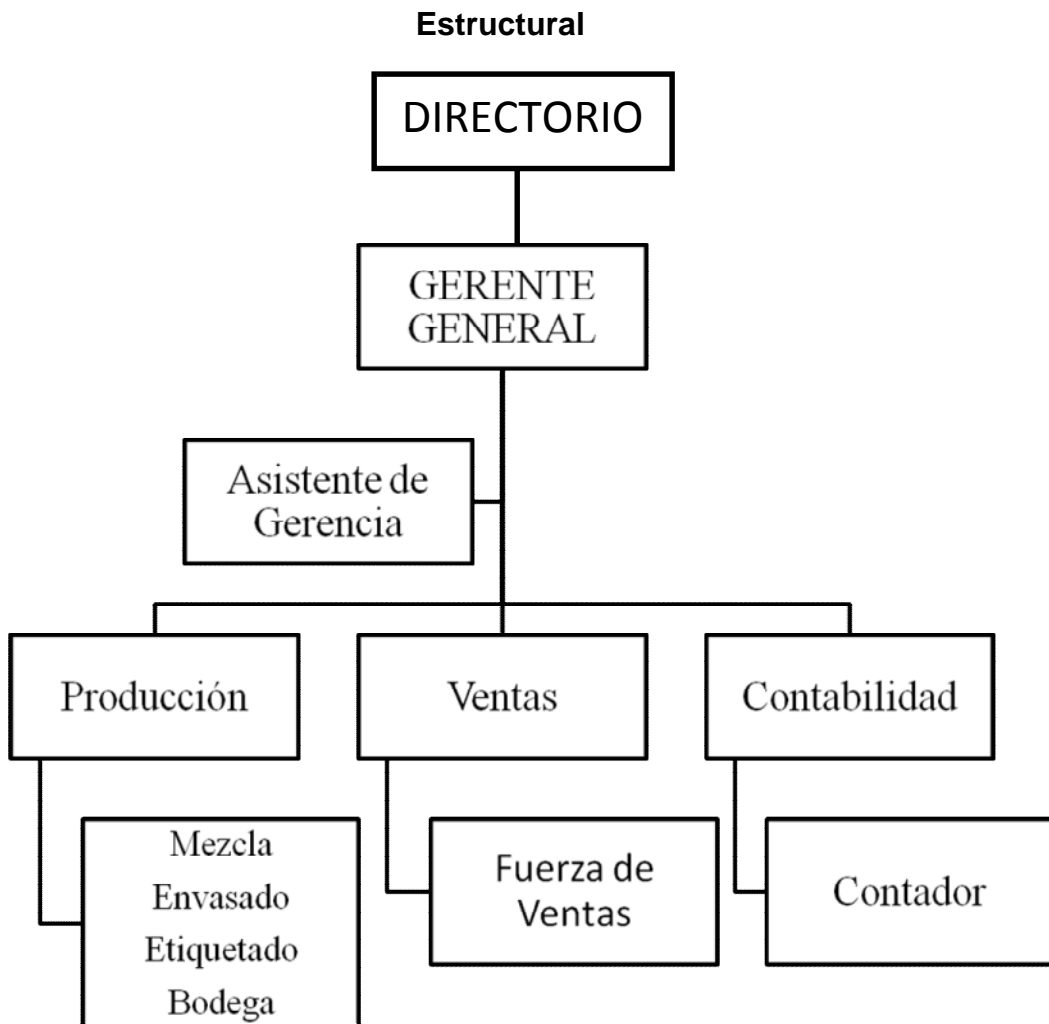 Estructural
DIRECTORIO
GERENTE
GENERAL
Asistente de
Gerencia
Producción
Ventas
Contabilidad
Mezcla
Envasado
Etiquetado
Bodega
Fuerza de
Ventas
Contador